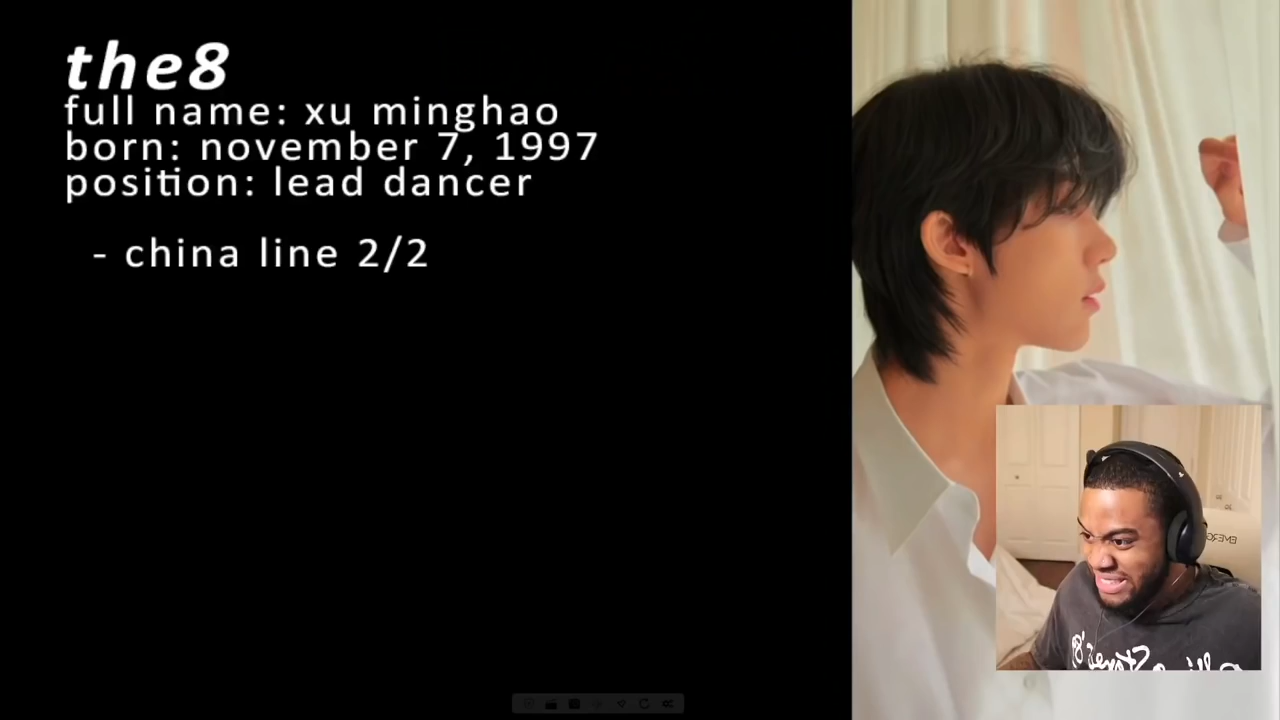 the8
full name: xu minghao
born: november 7, 1997
position: lead dancer
- china line 2/2